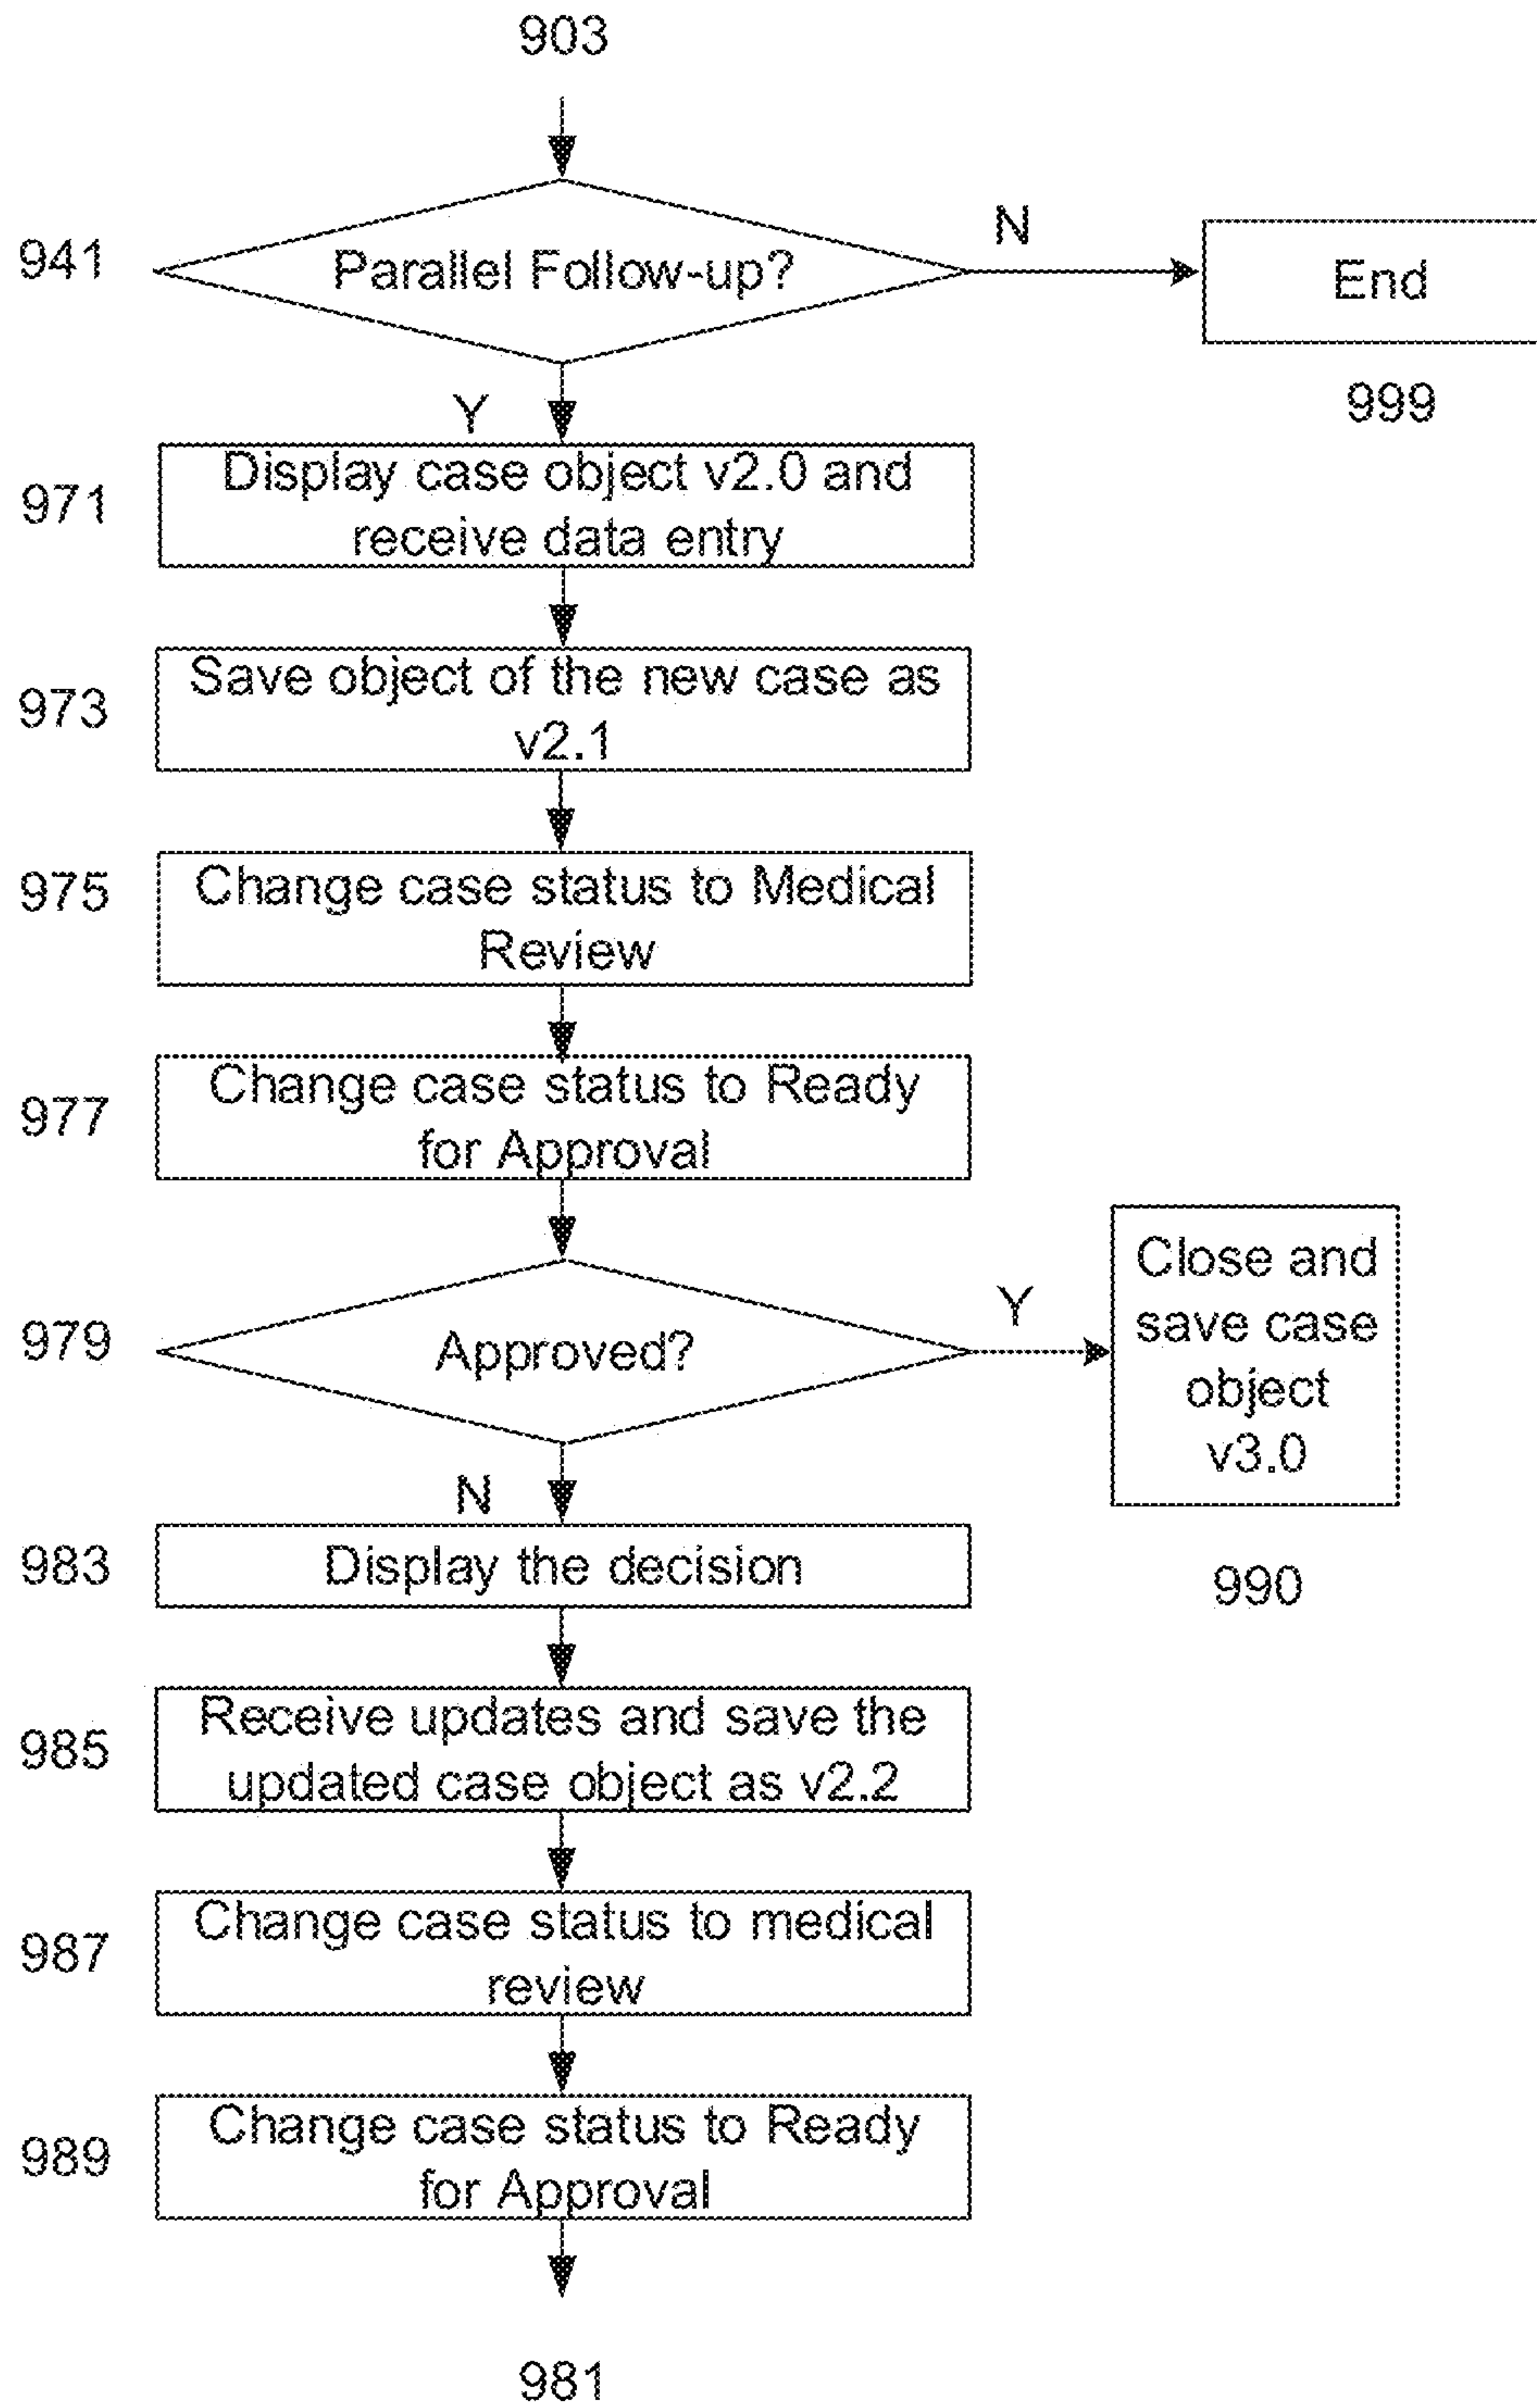 903
941
Parallel Follow-up?
N
End
999
Y
971
Display case object v2.0 and
receive data entry
973
Save object of the new case as
v2.1
975
Change case status to Medical
Review
977
Change case status to Ready
for Approval
979
Approved?
Y
Close and
save case
object
v3.0
990
N
983
Display the decision
985
Receive updates and save the
updated case object as v2.2
987
Change case status to medical
review
989
Change case status to Ready
for Approval
981